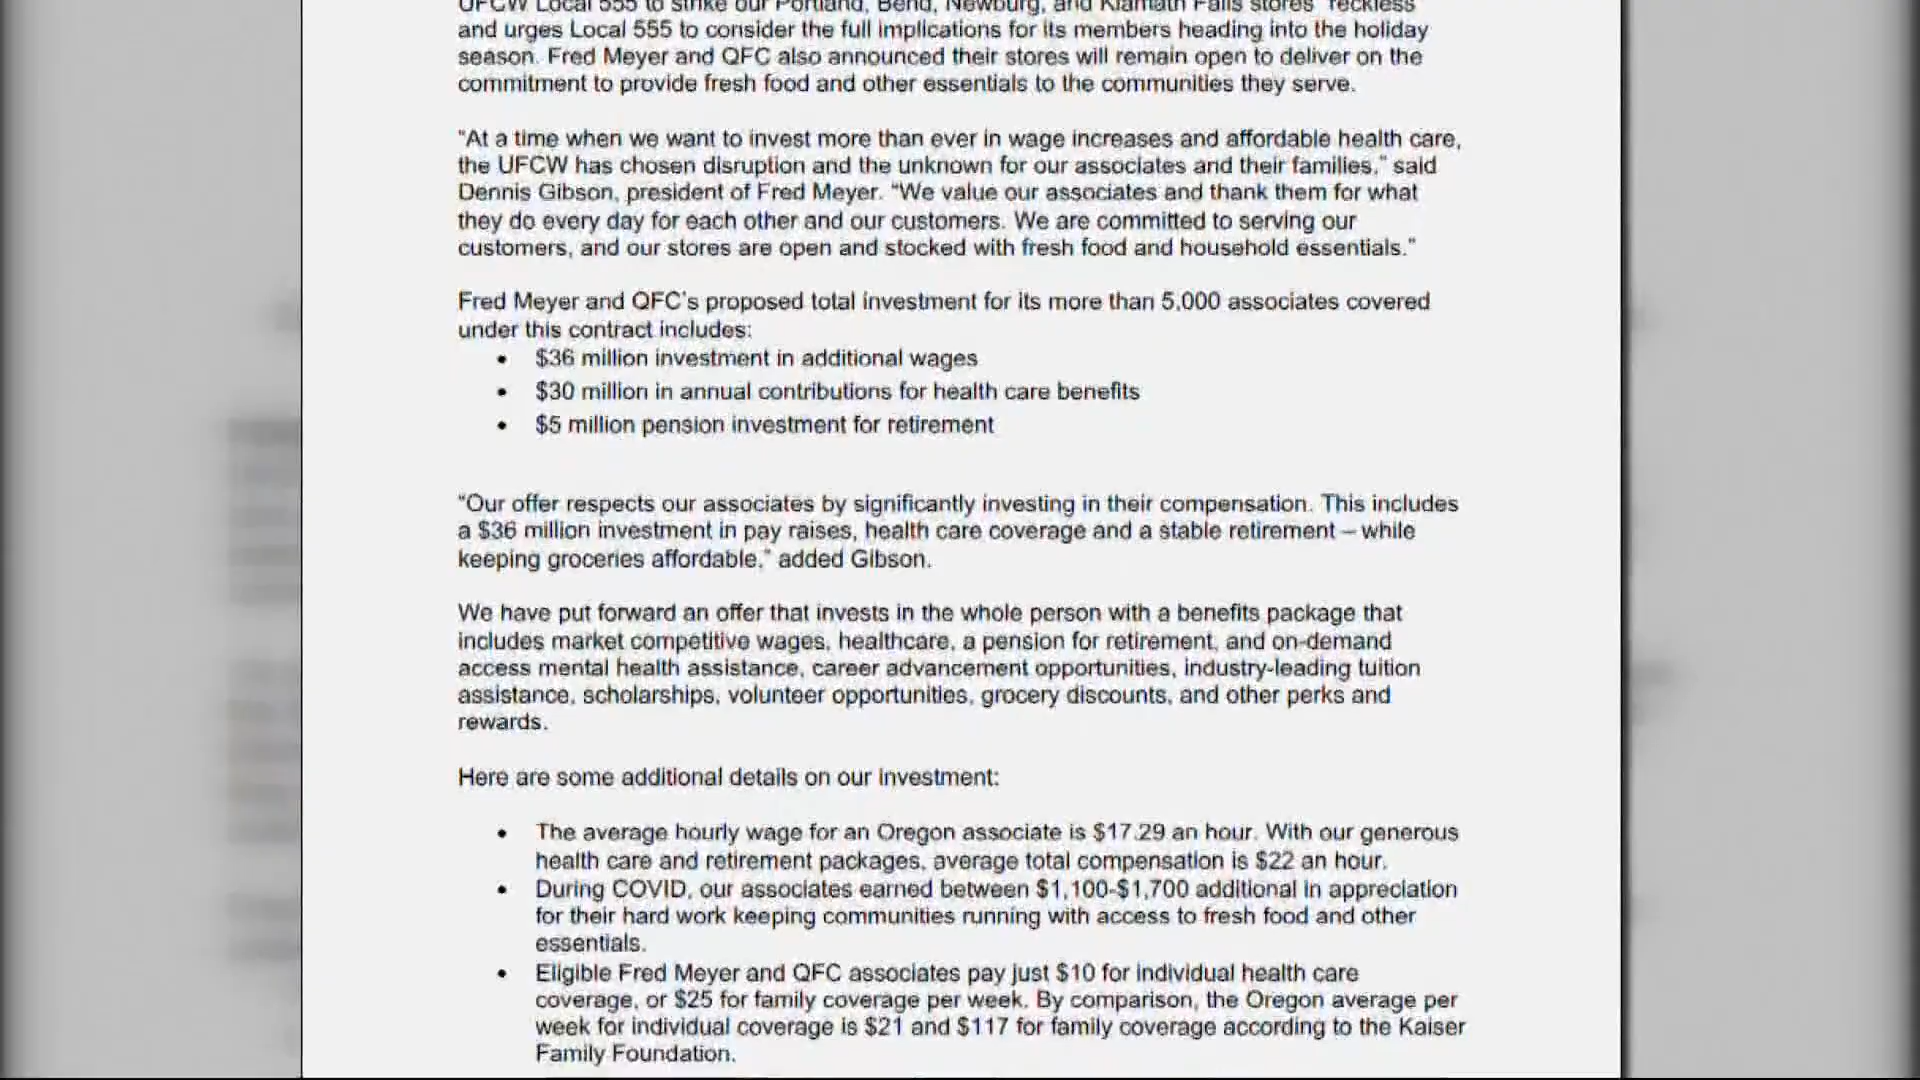 UFCW Local 555 to strike our Portland, Bend, Newburg, and Klamath Falls stores "reckless"
and urges Local 555 to consider the full implications for its members heading into the holiday
season. Fred Meyer and QFC also announced their stores will remain open to deliver on the
commitment to provide fresh food and other essentials to the communities they serve.
"At a time when we want to invest more than ever in wage increases and affordable health care,
the UFCW has chosen disruption and the unknown for our associates and their families," said
Dennis Gibson, president of Fred Meyer. "We value our associates and thank them for what
they do every day for each other and our customers. We are committed to serving our
customers, and our stores are open and stocked with fresh food and household essentials."
Fred Meyer and QFC's proposed total investment for its more than 5,000 associates covered
under this contract includes:
• $36 million investment in additional wages
• $30 million in annual contributions for health care benefits
• $5 million pension investment for retirement
"Our offer respects our associates by significantly investing in their compensation. This includes
a $36 million investment in pay raises, health care coverage and a stable retirement – while
keeping groceries affordable," added Gibson.
We have put forward an offer that invests in the whole person with a benefits package that
includes market competitive wages, healthcare, a pension for retirement, and on-demand
access mental health assistance, career advancement opportunities, industry-leading tuition
assistance, scholarships, volunteer opportunities, grocery discounts, and other perks and
rewards.
Here are some additional details on our investment:
• The average hourly wage for an Oregon associate is $17.29 an hour. With our generous
health care and retirement packages, average total compensation is $22 an hour.
• During COVID, our associates earned between $1,100-$1,700 additional in appreciation
for their hard work keeping communities running with access to fresh food and other
essentials.
• Eligible Fred Meyer and QFC associates pay just $10 for individual health care
coverage, or $25 for family coverage per week. By comparison, the Oregon average per
week for individual coverage is $21 and $117 for family coverage according to the Kaiser
Family Foundation.